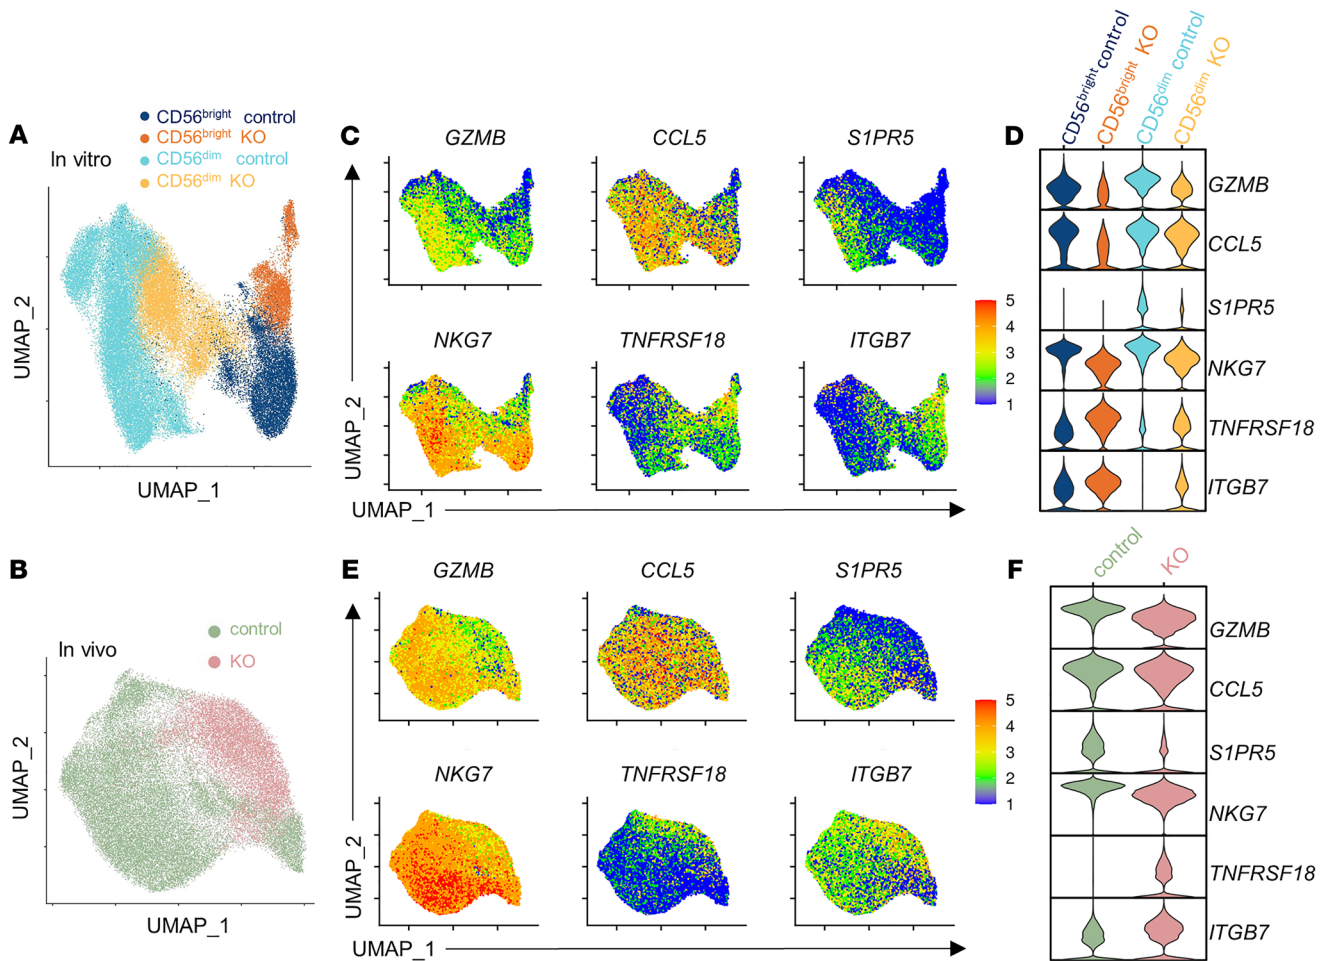 A
In vitro
CD56bright control
CD56bright KO
CD56dim control
CD56dim KO
UMAP_2
UMAP_1
B
In vivo
control
KO
UMAP_2
UMAP_1
C
GZMB
CCL5
S1PR5
NKG7
TNFRSF18
ITGB7
UMAP_2
UMAP_2
UMAP_1
5
4
3
2
1
D
CD56bright control
CD56bright KO
CD56dim control
CD56dim KO
GZMB
CCL5
S1PR5
NKG7
TNFRSF18
ITGB7
E
GZMB
CCL5
S1PR5
NKG7
TNFRSF18
ITGB7
UMAP_2
UMAP_1
5
4
3
2
1
F
control
KO
GZMB
CCL5
S1PR5
NKG7
TNFRSF18
ITGB7